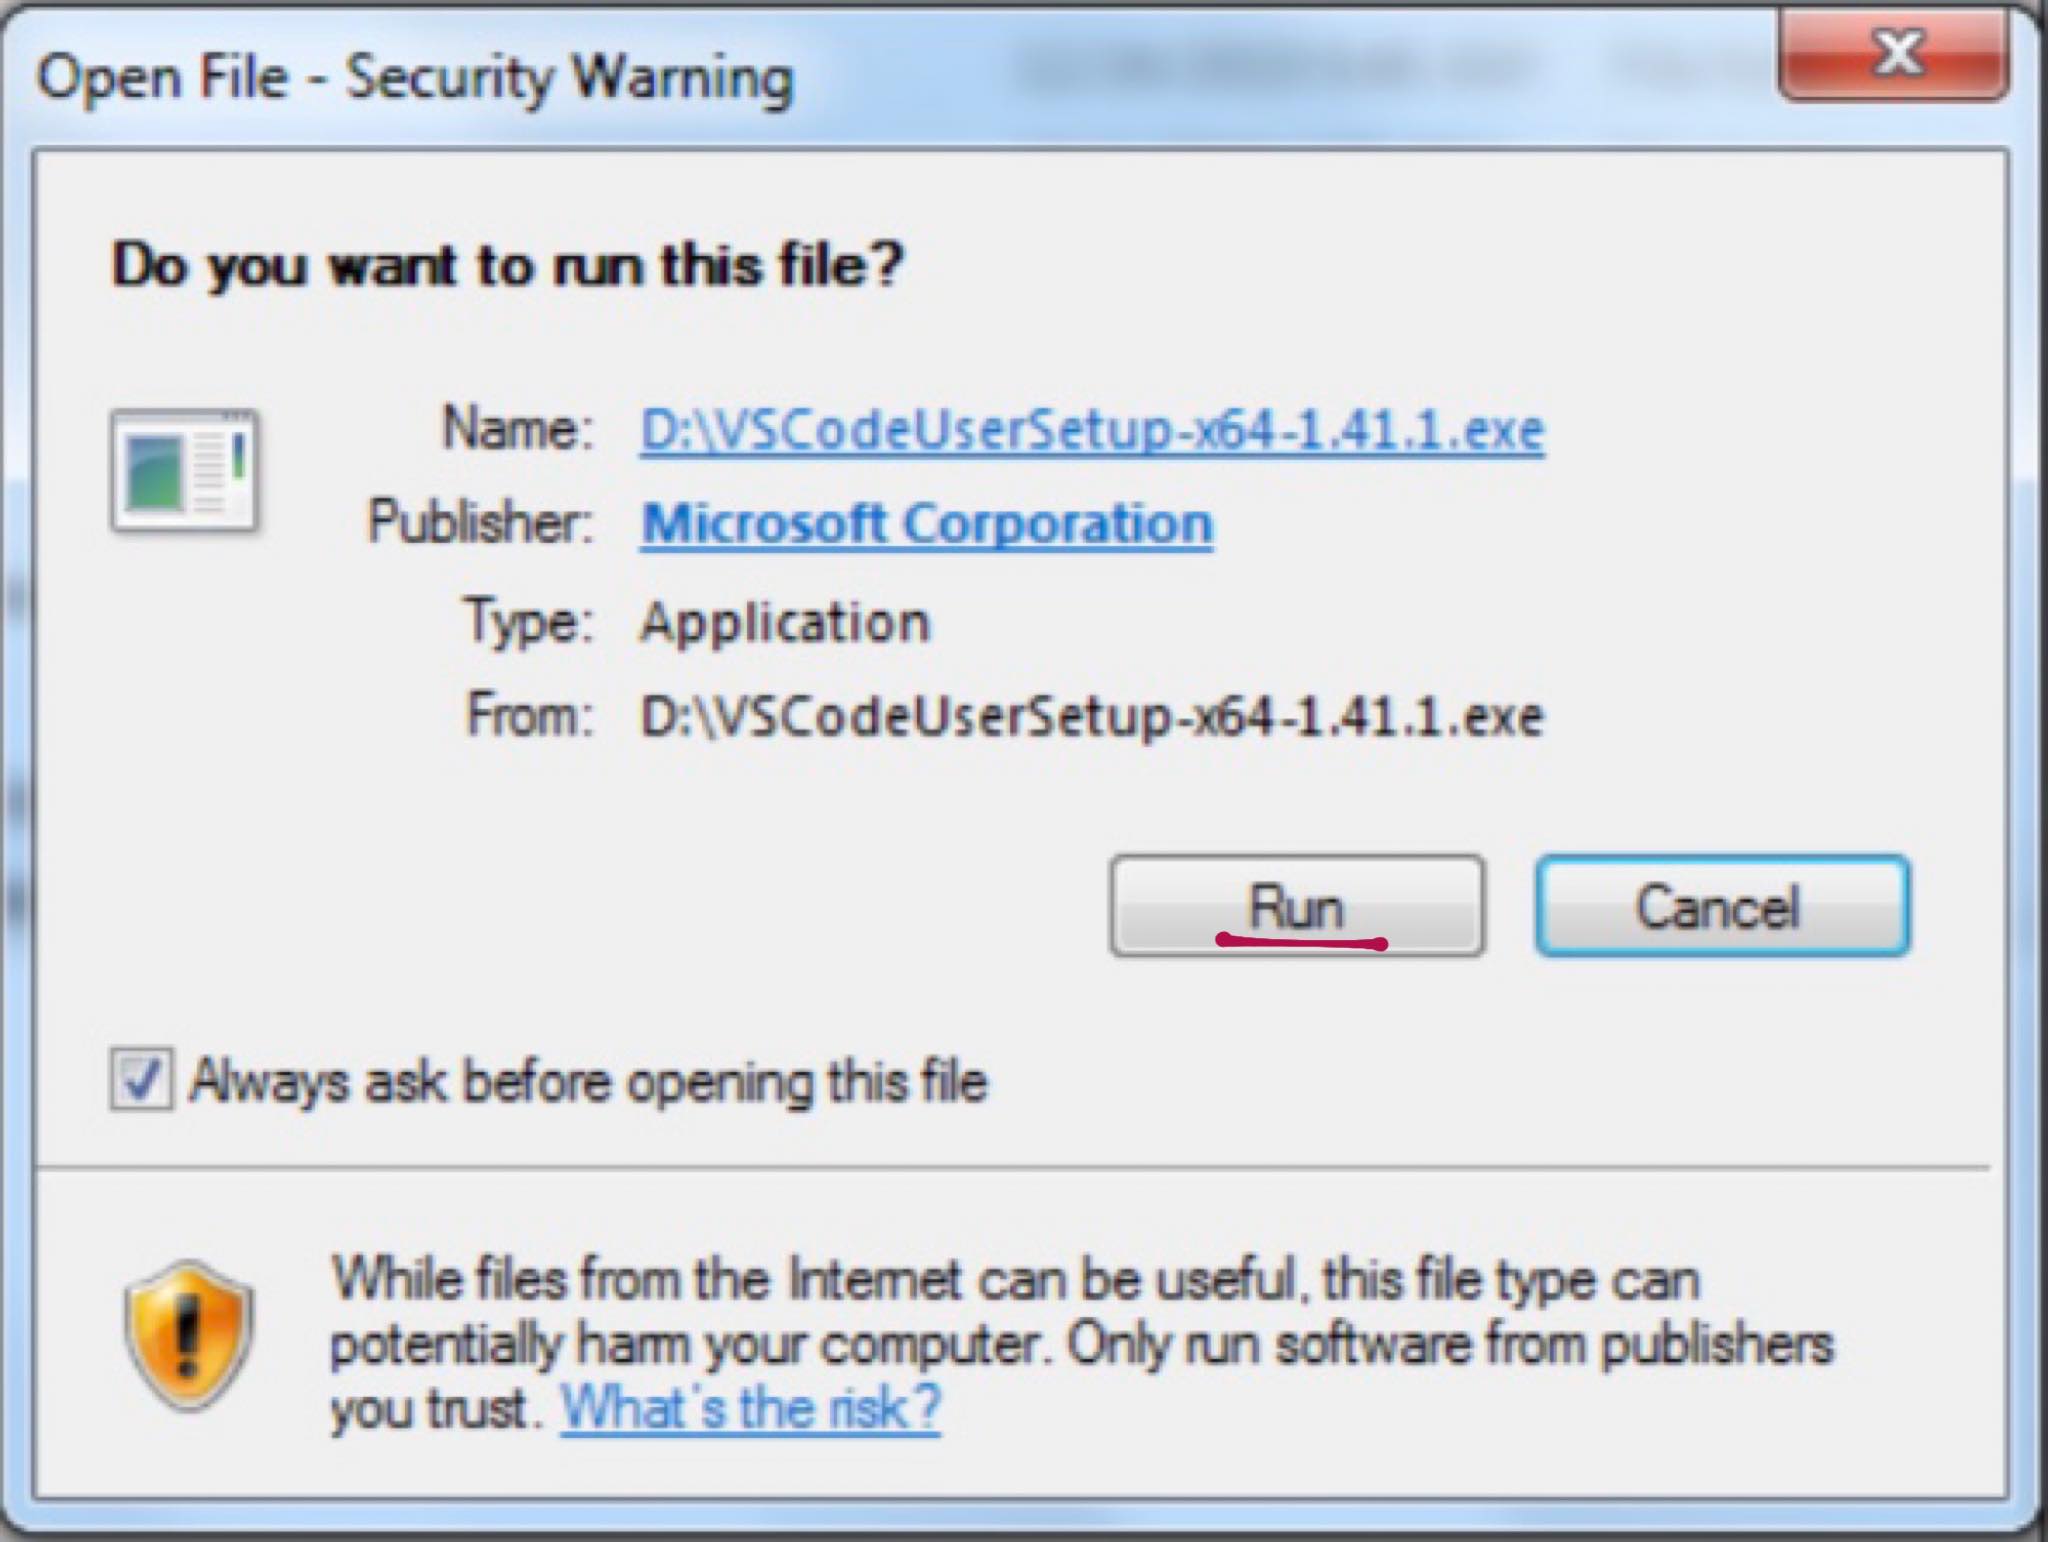 Open File - Security Warning
Do you want to run this file?
Name: D:\VSCodeUserSetup-x64-1.41.1.exe
Publisher: Microsoft Corporation
Type: Application
From: D:\VSCodeUserSetup-x64-1.41.1.exe
Run Cancel
Always ask before opening this file
While files from the Internet can be useful, this file type can
potentially harm your computer. Only run software from publishers
you trust. What's the risk?